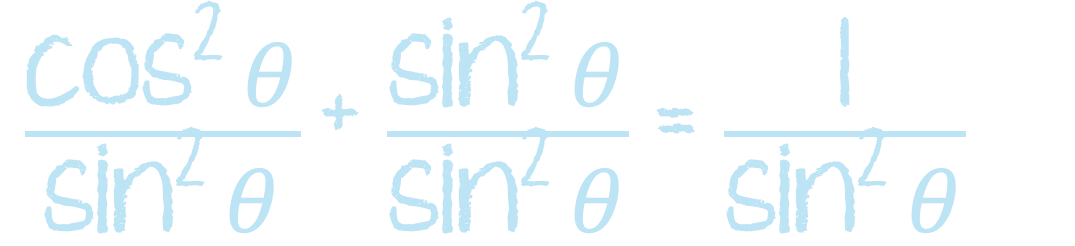 cos² θ / sin² θ + sin² θ / sin² θ = 1 / sin² θ